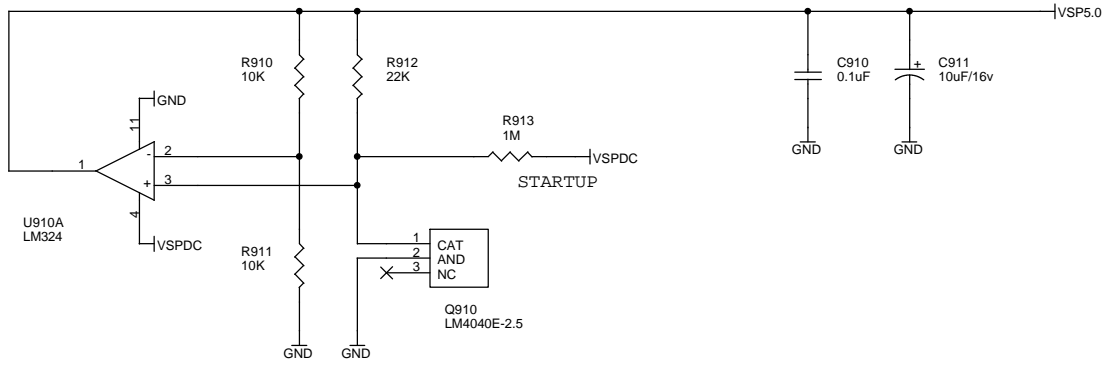 VSP5.0
R910
10K
R912
22K
C910
0.1uF
+
C911
10uF/16v
GND
11
R913
1M
GND
GND
1
-
2
VSPDC
+
3
STARTUP
U910A
LM324
4
VSPDC
R911
10K
1
CAT
2
AND
3
NC
Q910
LM4040E-2.5
GND
GND